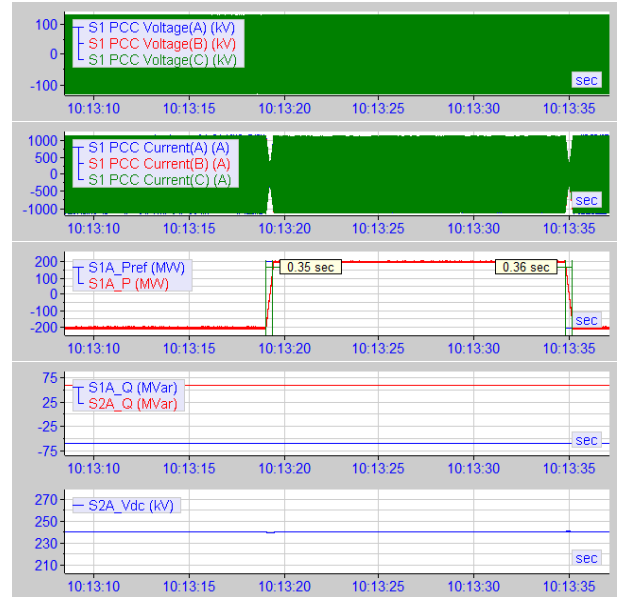 100
0
-100
S1 PCC Voltage(A) (kV)
S1 PCC Voltage(B) (kV)
S1 PCC Voltage(C) (kV)
sec
10:13:10 10:13:15 10:13:20 10:13:25 10:13:30 10:13:35
1000
500
0
-500
-1000
S1 PCC Current(A) (A)
S1 PCC Current(B) (A)
S1 PCC Current(C) (A)
sec
10:13:10 10:13:15 10:13:20 10:13:25 10:13:30 10:13:35
200
100
0
-100
-200
S1A_Pref (MW)
S1A_P (MW)
0.35 sec 0.36 sec
sec
10:13:10 10:13:15 10:13:20 10:13:25 10:13:30 10:13:35
75
25
-25
-75
S1A_Q (MVar)
S2A_Q (MVar)
sec
10:13:10 10:13:15 10:13:20 10:13:25 10:13:30 10:13:35
270
250
230
210
S2A_Vdc (kV)
sec
10:13:10 10:13:15 10:13:20 10:13:25 10:13:30 10:13:35